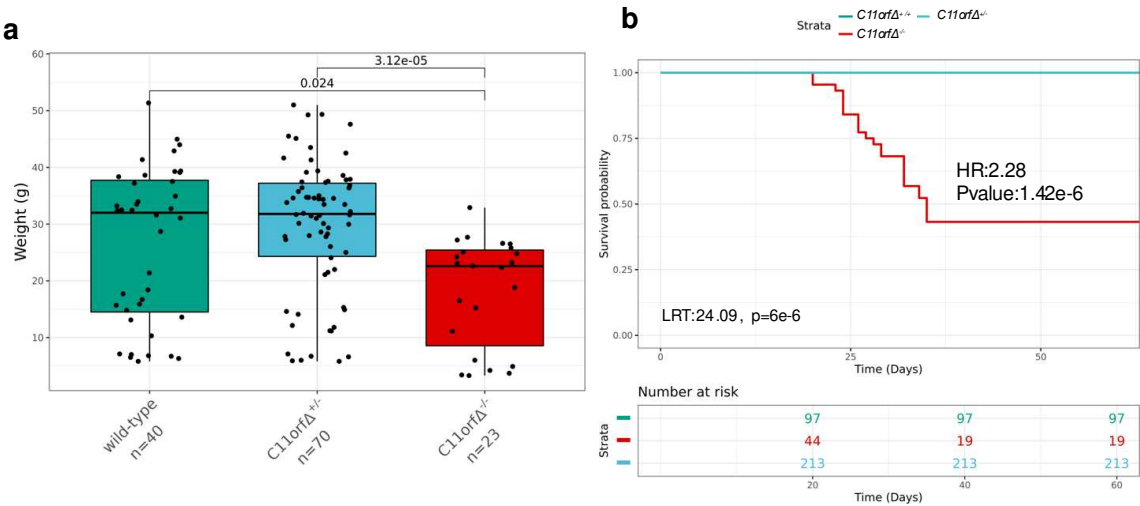 a
Weight (g)
60
50
40
30
20
10
3.12e-05
0.024
wild-type
n=40
C11orfΔ+/-
n=70
C11orfΔ-/-
n=23
b
Strata
C11orfΔ+/+
C11orfΔ+/-
C11orfΔ-/-
Survival probability
1.00
0.75
0.50
0.25
0.00
HR:2.28
Pvalue:1.42e-6
LRT:24.09, p=6e-6
0 25 50
Time (Days)
Number at risk
Strata
97 97 97
44 19 19
213 213 213
20 40 60
Time (Days)